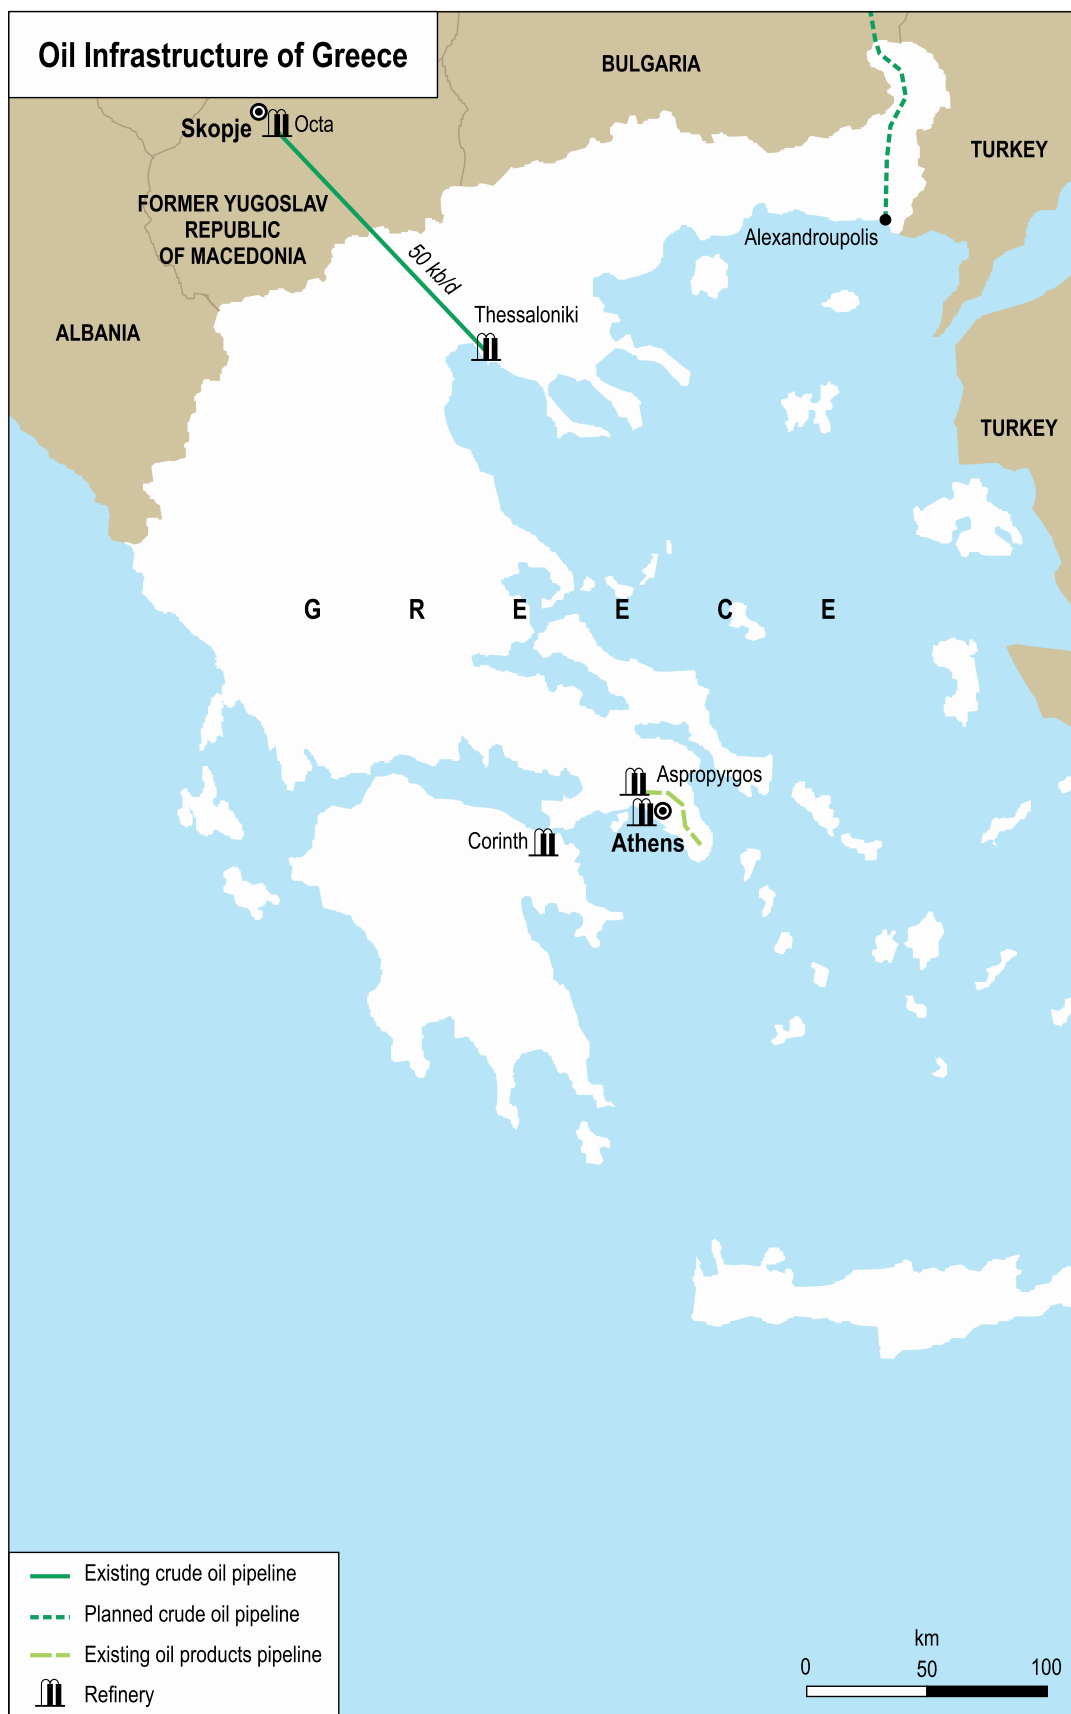 Oil Infrastructure of Greece
BULGARIA
TURKEY
Skopje
Octa
FORMER YUGOSLAV
REPUBLIC
OF MACEDONIA
Alexandroupolis
50 kb/d
Thessaloniki
ALBANIA
TURKEY
G R E E C E
Aspropyrgos
Corinth
Athens
Existing crude oil pipeline
Planned crude oil pipeline
Existing oil products pipeline
Refinery
km
0 50 100